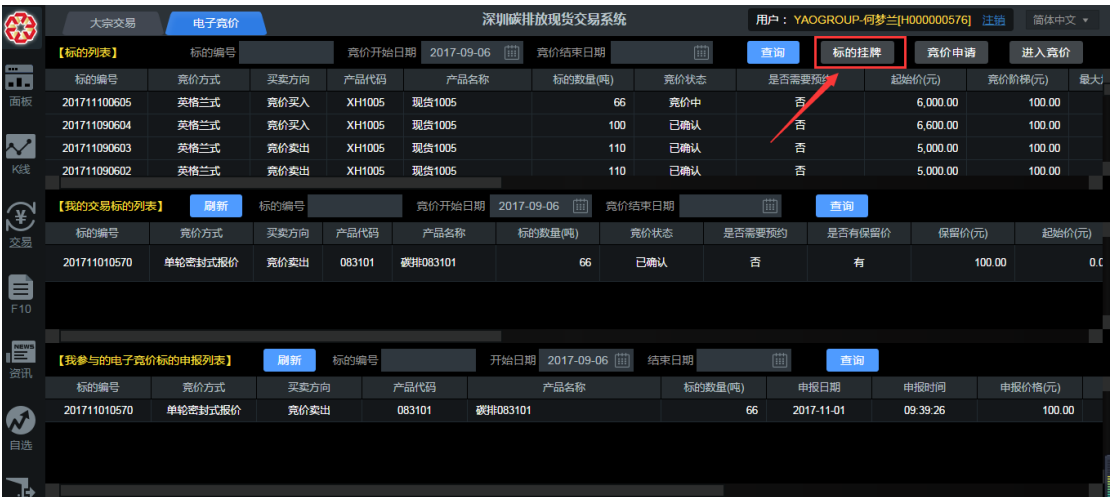 大宗交易 电子竞价 深圳碳排放现货交易系统 用户： YAOGROUP-何梦兰[H000000576] 注销 简体中文
【标的列表】 标的编号 竞价开始日期 2017-09-06 竞价结束日期 查询 标的挂牌 竞价申请 进入竞价
标的编号 竞价方式 买卖方向 产品代码 产品名称 标的数量(吨) 竞价状态 是否需要预约 起始价(元) 竞价阶梯(元)
201711100605 英格兰式 竞价买入 XH1005 现货1005 66 竞价中 否 6,000.00 100.00
201711090604 英格兰式 竞价买入 XH1005 现货1005 100 已确认 否 6,600.00 100.00
201711090603 英格兰式 竞价卖出 XH1005 现货1005 110 已确认 否 5,000.00 100.00
201711090602 英格兰式 竞价卖出 XH1005 现货1005 110 已确认 否 5,000.00 100.00
面板
K线
交易
F10
NEWS
资讯
自选
【我的交易标的列表】 刷新 标的编号 竞价开始日期 2017-09-06 竞价结束日期 查询
标的编号 竞价方式 买卖方向 产品代码 产品名称 标的数量(吨) 竞价状态 是否需要预约 是否有保留价 保留价(元) 起始价(元)
201711010570 单轮密封式报价 竞价卖出 083101 碳排083101 66 已确认 否 有 100.00
【我参与的电子竞价标的申报列表】 刷新 标的编号 开始日期 2017-09-06 结束日期 查询
标的编号 竞价方式 买卖方向 产品代码 产品名称 标的数量(吨) 申报日期 申报时间 申报价格(元)
201711010570 单轮密封式报价 竞价卖出 083101 碳排083101 66 2017-11-01 09:39:26 100.00